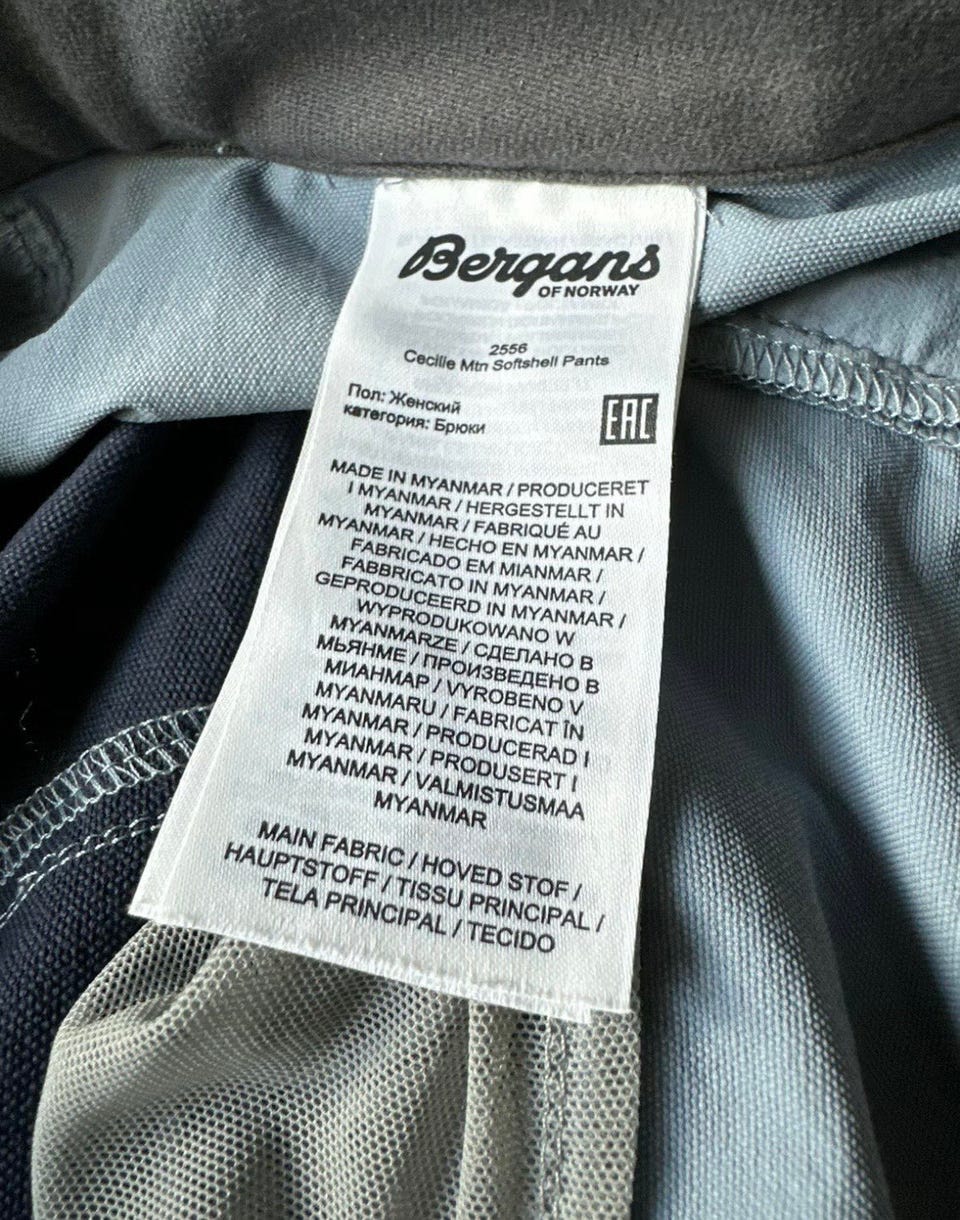 Bergans
OF NORWAY
2556
Cecilie Mtn Softshell Pants
Пол: Женский
категория: Брюки
EAC
MADE IN MYANMAR / PRODUCERET
I MYANMAR / HERGESTELLT IN
MYANMAR / FABRIQUÉ AU
MYANMAR / HECHO EN MYANMAR /
FABRICADO EM MIANMAR /
FABBRICATO IN MYANMAR /
GEPRODUCEERD IN MYANMAR /
WYPRODUKOWANO W
MYANMARZE / СДЕЛАНО В
МЬЯНМЕ / ПРОИЗВЕДЕНО В
МИАНМАР / VYROBENO V
MYANMARU / FABRICAT ÎN
MYANMAR / PRODUCERAD I
MYANMAR / PRODUSERT I
MYANMAR / VALMISTUSMAA
MYANMAR
MAIN FABRIC / HOVED STOF /
HAUPTSTOFF / TISSU PRINCIPAL /
TELA PRINCIPAL / TECIDO